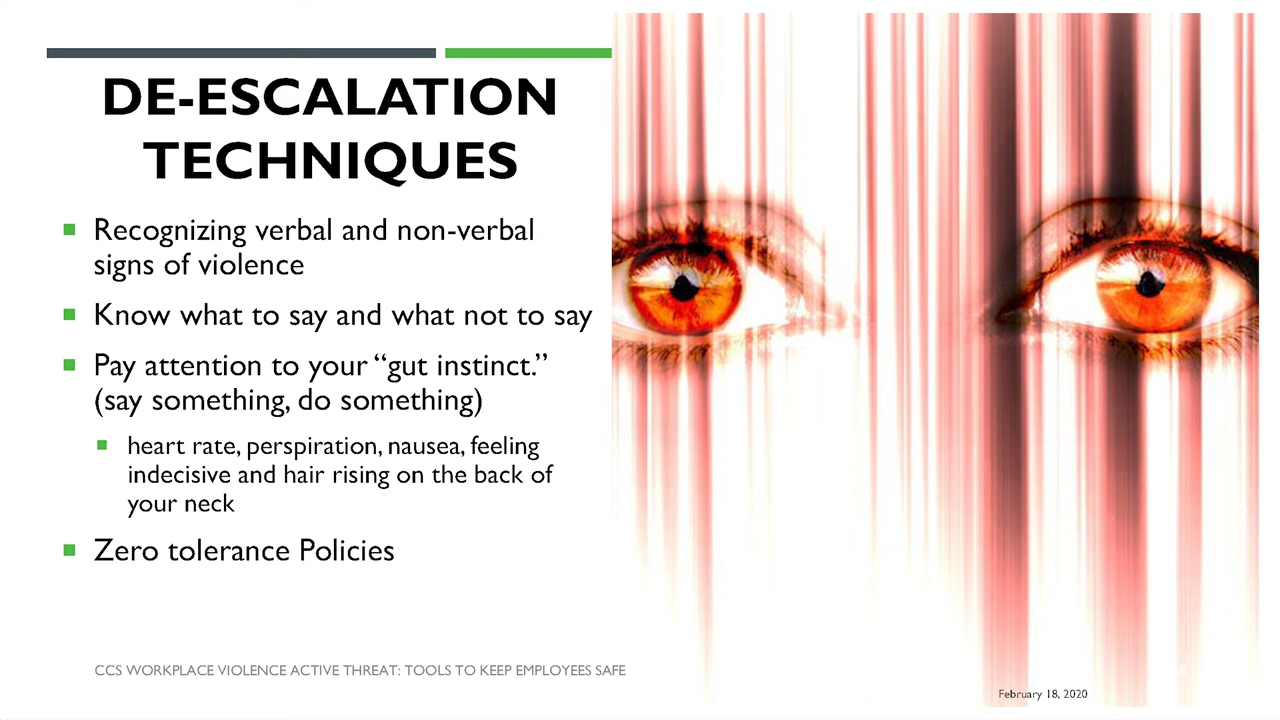 DE-ESCALATION
TECHNIQUES
Recognizing verbal and non-verbal
signs of violence
Know what to say and what not to say
Pay attention to your “gut instinct.”
(say something, do something)
heart rate, perspiration, nausea, feeling
indecisive and hair rising on the back of
your neck
Zero tolerance Policies
CCS WORKPLACE VIOLENCE ACTIVE THREAT: TOOLS TO KEEP EMPLOYEES SAFE
February 18, 2020